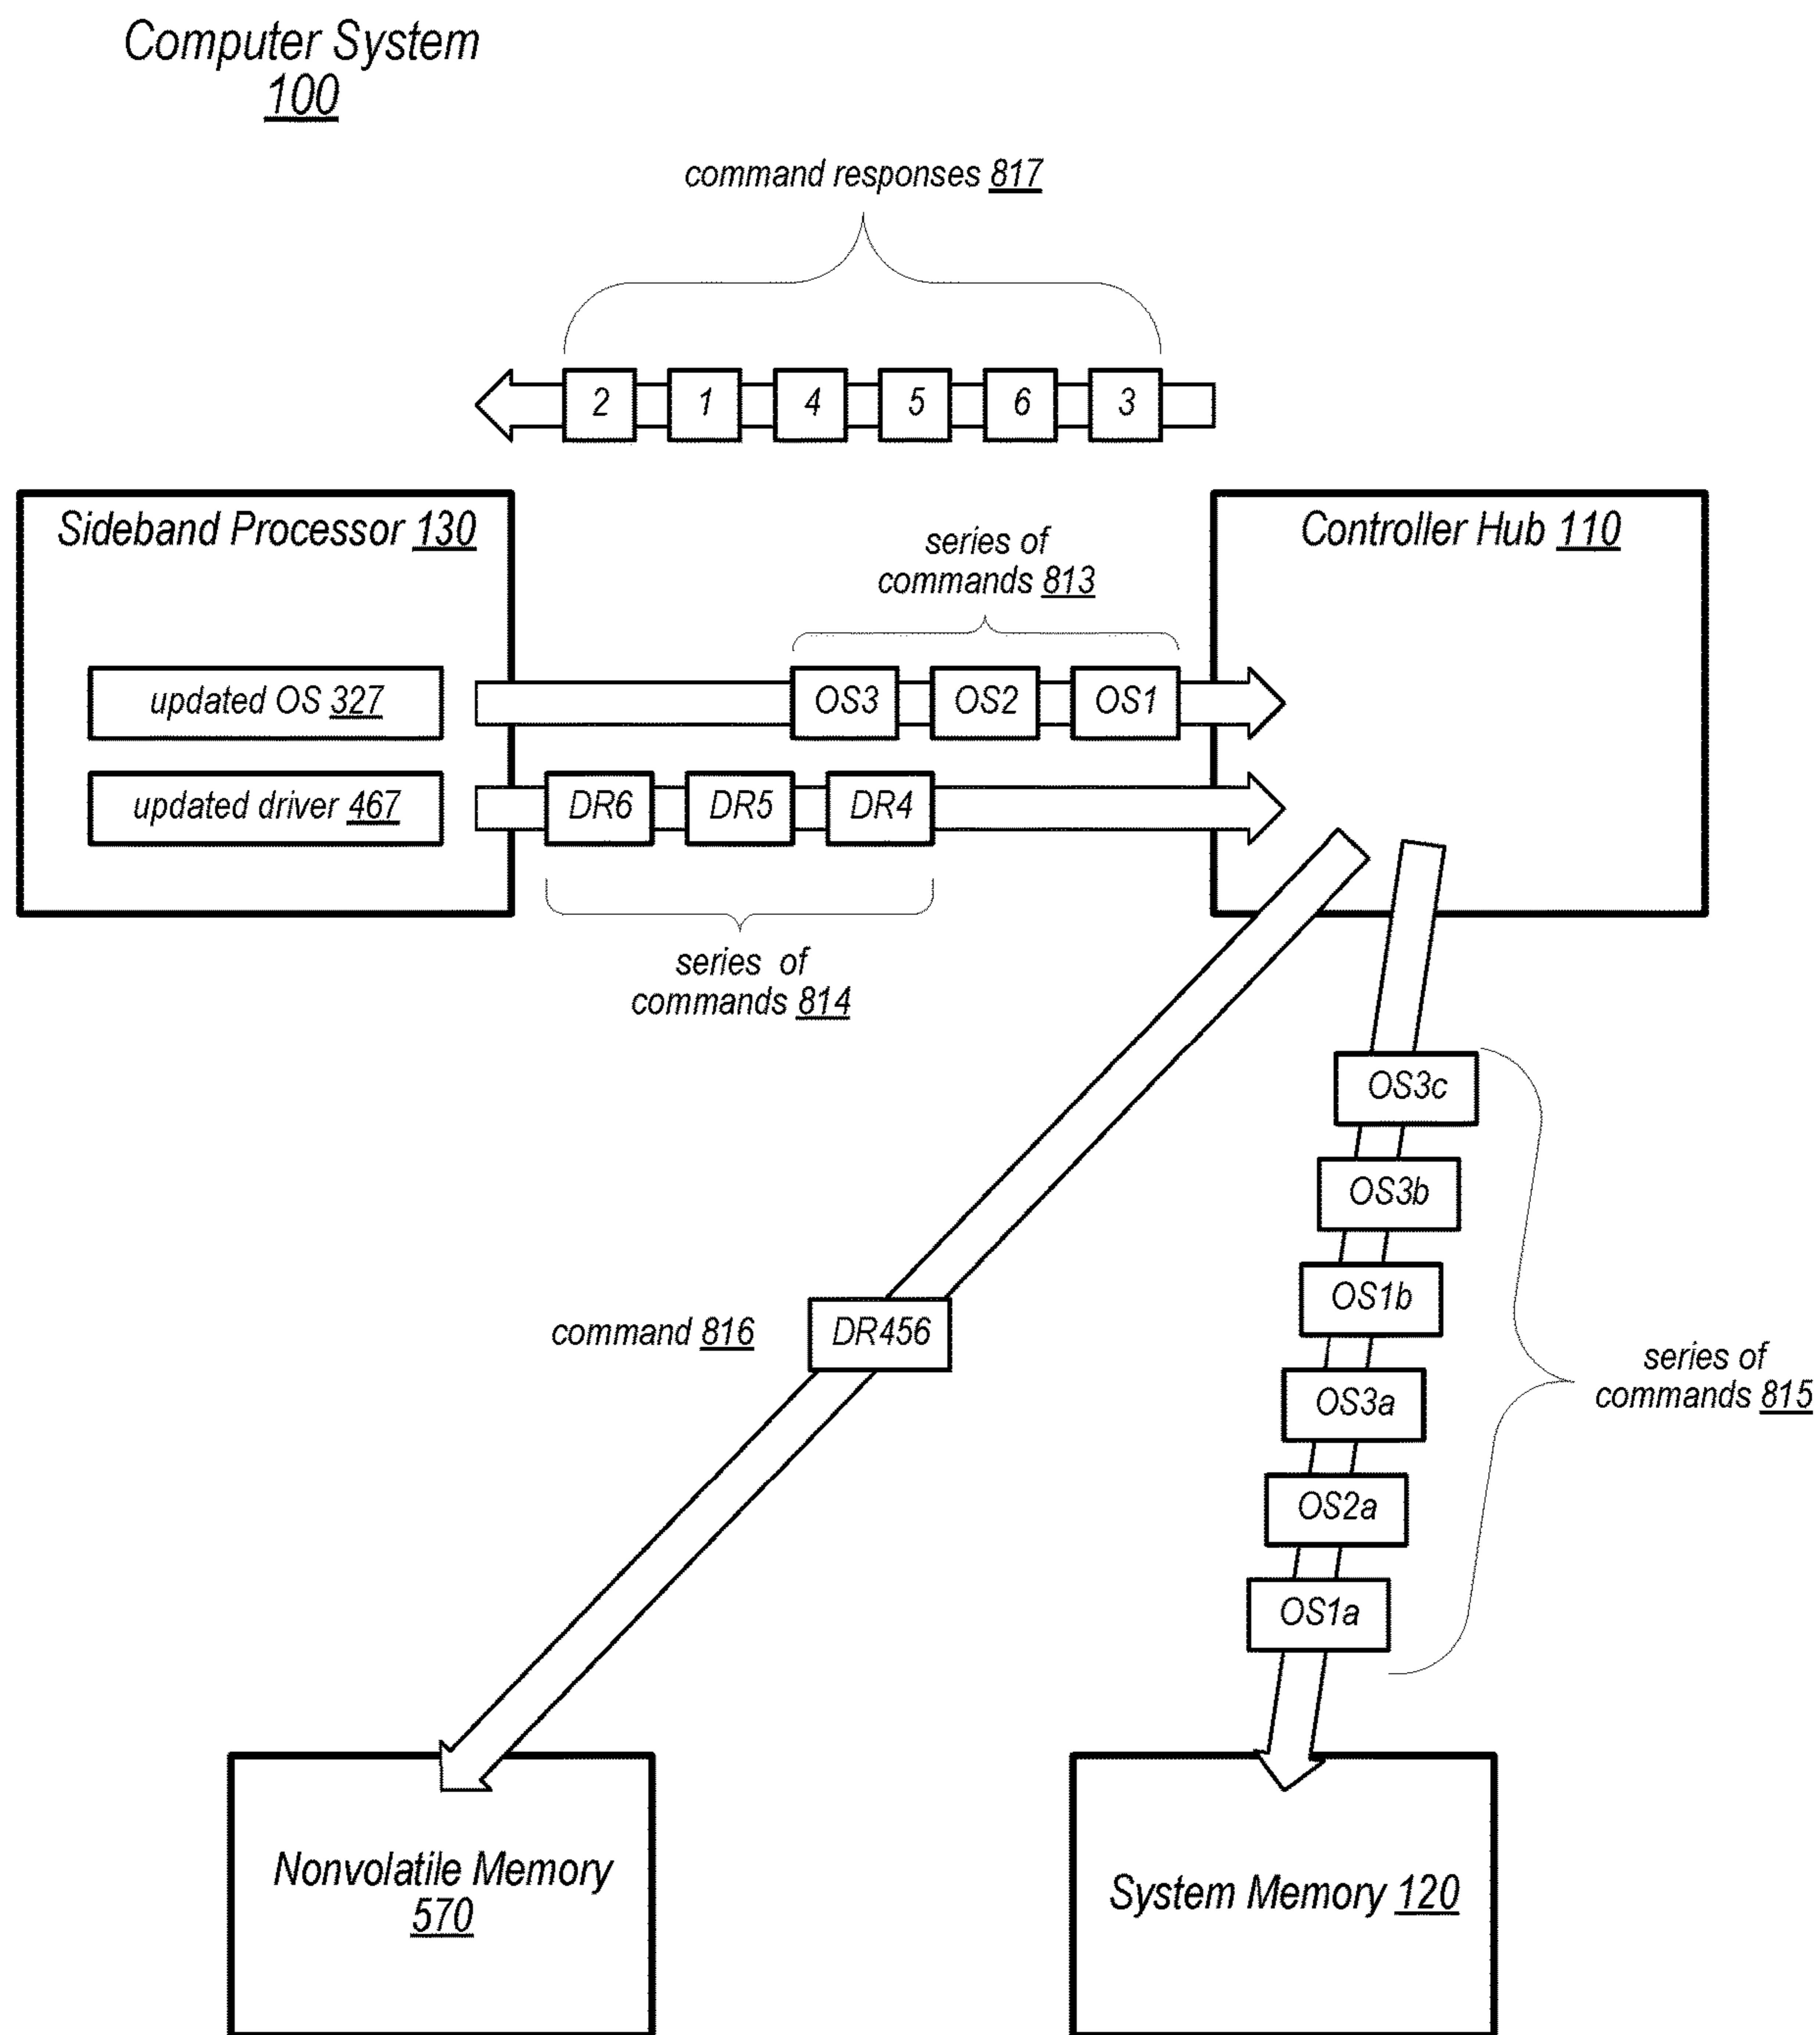 Computer System
100
command responses 817
2 1 4 5 6 3
Sideband Processor 130
Controller Hub 110
series of
commands 813
updated OS 327
OS3 OS2 OS1
updated driver 467
DR6 DR5 DR4
series of
commands 814
OS3c
OS3b
OS1b
command 816
DR456
OS3a
series of
commands 815
OS2a
OS1a
Nonvolatile Memory
570
System Memory 120